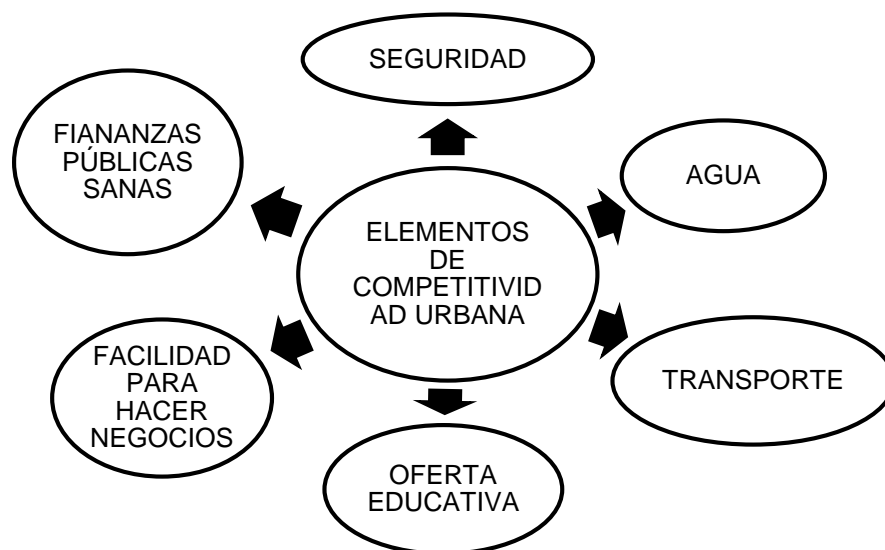 SEGURIDAD
FIANANZAS
PÚBLICAS
SANAS
AGUA
ELEMENTOS
DE
COMPETITIVID
AD URBANA
FACILIDAD
PARA
HACER
NEGOCIOS
TRANSPORTE
OFERTA
EDUCATIVA